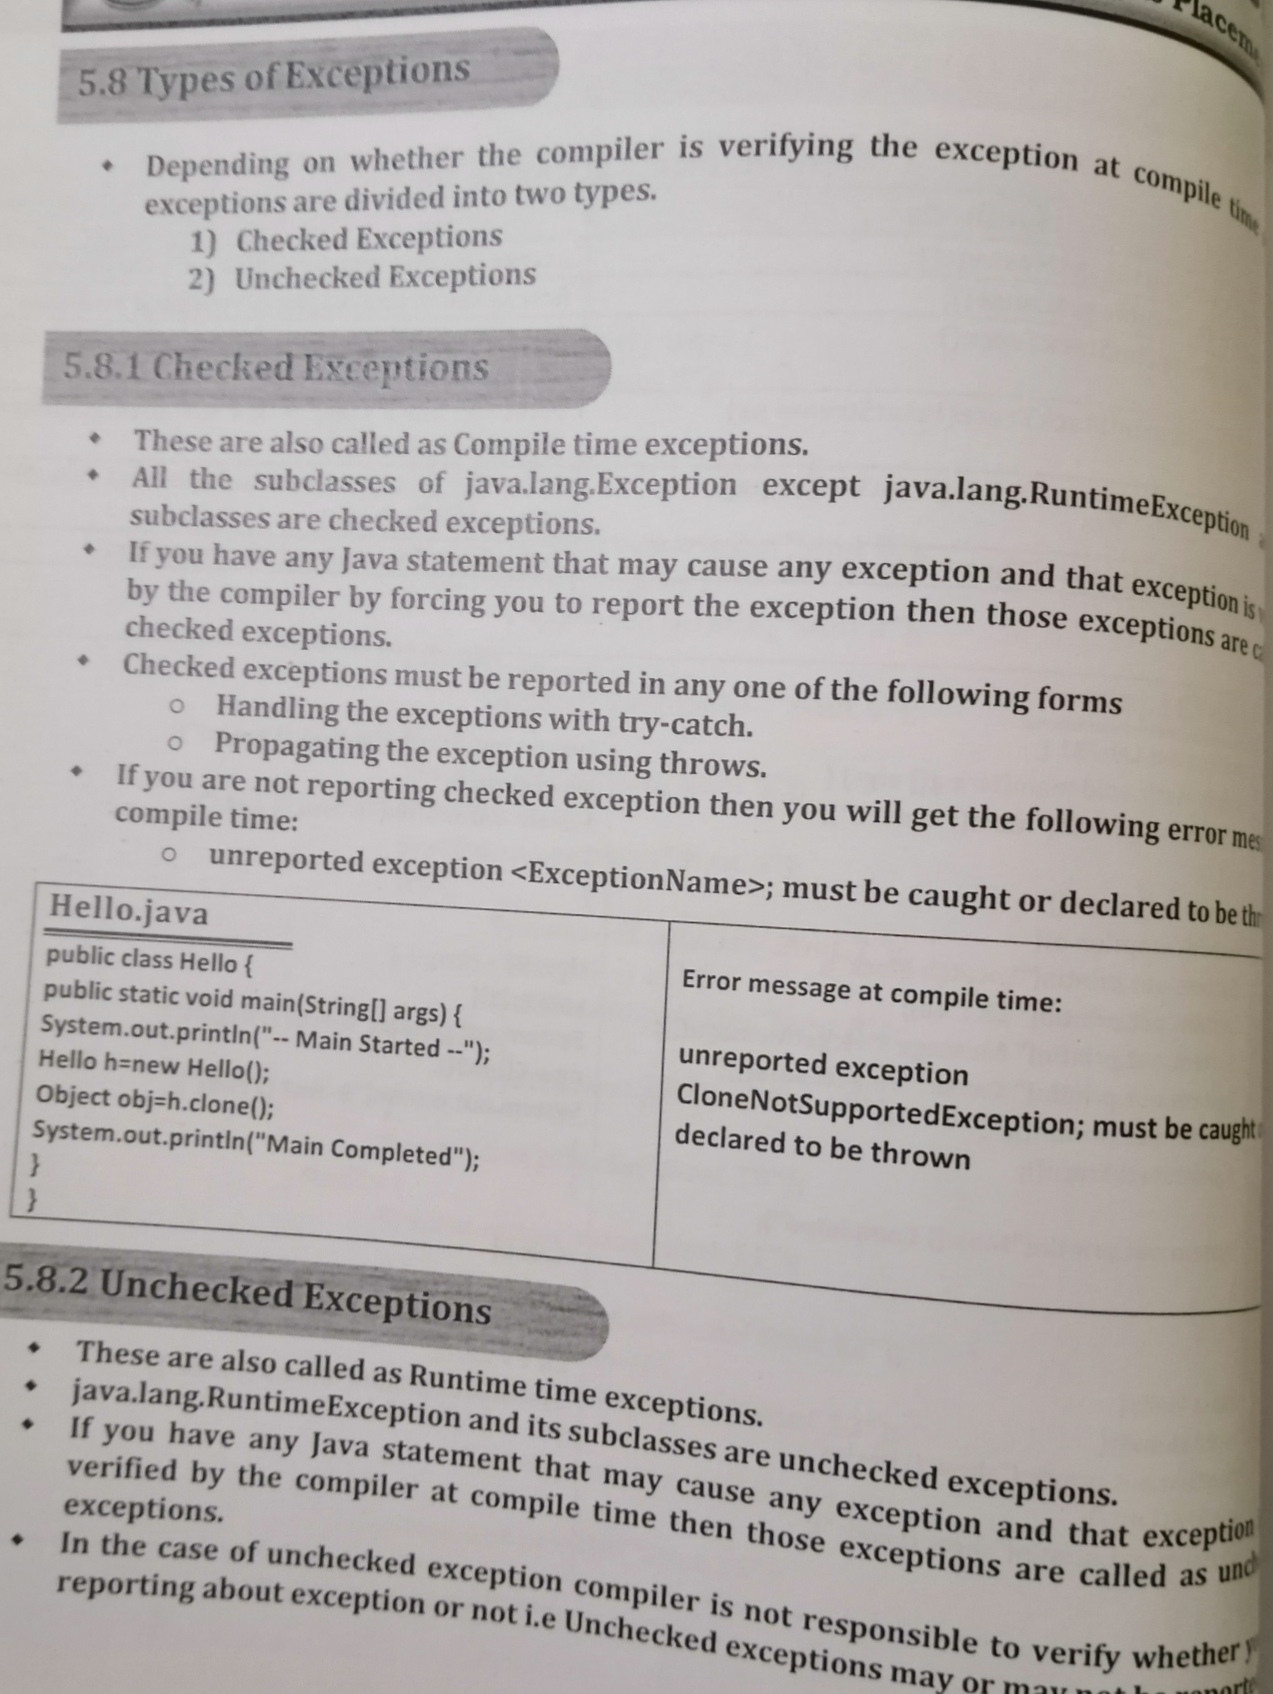 Placem
5.8 Types of Exceptions
Depending on whether the compiler is verifying the exception at compile time
exceptions are divided into two types.
1) Checked Exceptions
2) Unchecked Exceptions
5.8.1 Checked Exceptions
These are also called as Compile time exceptions.
All the subclasses of java.lang.Exception except java.lang.RuntimeException
subclasses are checked exceptions.
If you have any Java statement that may cause any exception and that exception is
by the compiler by forcing you to report the exception then those exceptions are
checked exceptions.
Checked exceptions must be reported in any one of the following forms
Handling the exceptions with try-catch.
Propagating the exception using throws.
If you are not reporting checked exception then you will get the following error mes
compile time:
unreported exception <ExceptionName>; must be caught or declared to be thr
Hello.java
public class Hello {
public static void main(String[] args) {
System.out.println("-- Main Started --");
Hello h=new Hello();
Object obj=h.clone();
System.out.println("Main Completed");
}
}
Error message at compile time:
unreported exception
CloneNotSupportedException; must be caught
declared to be thrown
5.8.2 Unchecked Exceptions
These are also called as Runtime time exceptions.
java.lang.RuntimeException and its subclasses are unchecked exceptions.
If you have any Java statement that may cause any exception and that exception
verified by the compiler at compile time then those exceptions are called as unch
exceptions.
In the case of unchecked exception compiler is not responsible to verify whether
reporting about exception or not i.e Unchecked exceptions may or may not be reporte